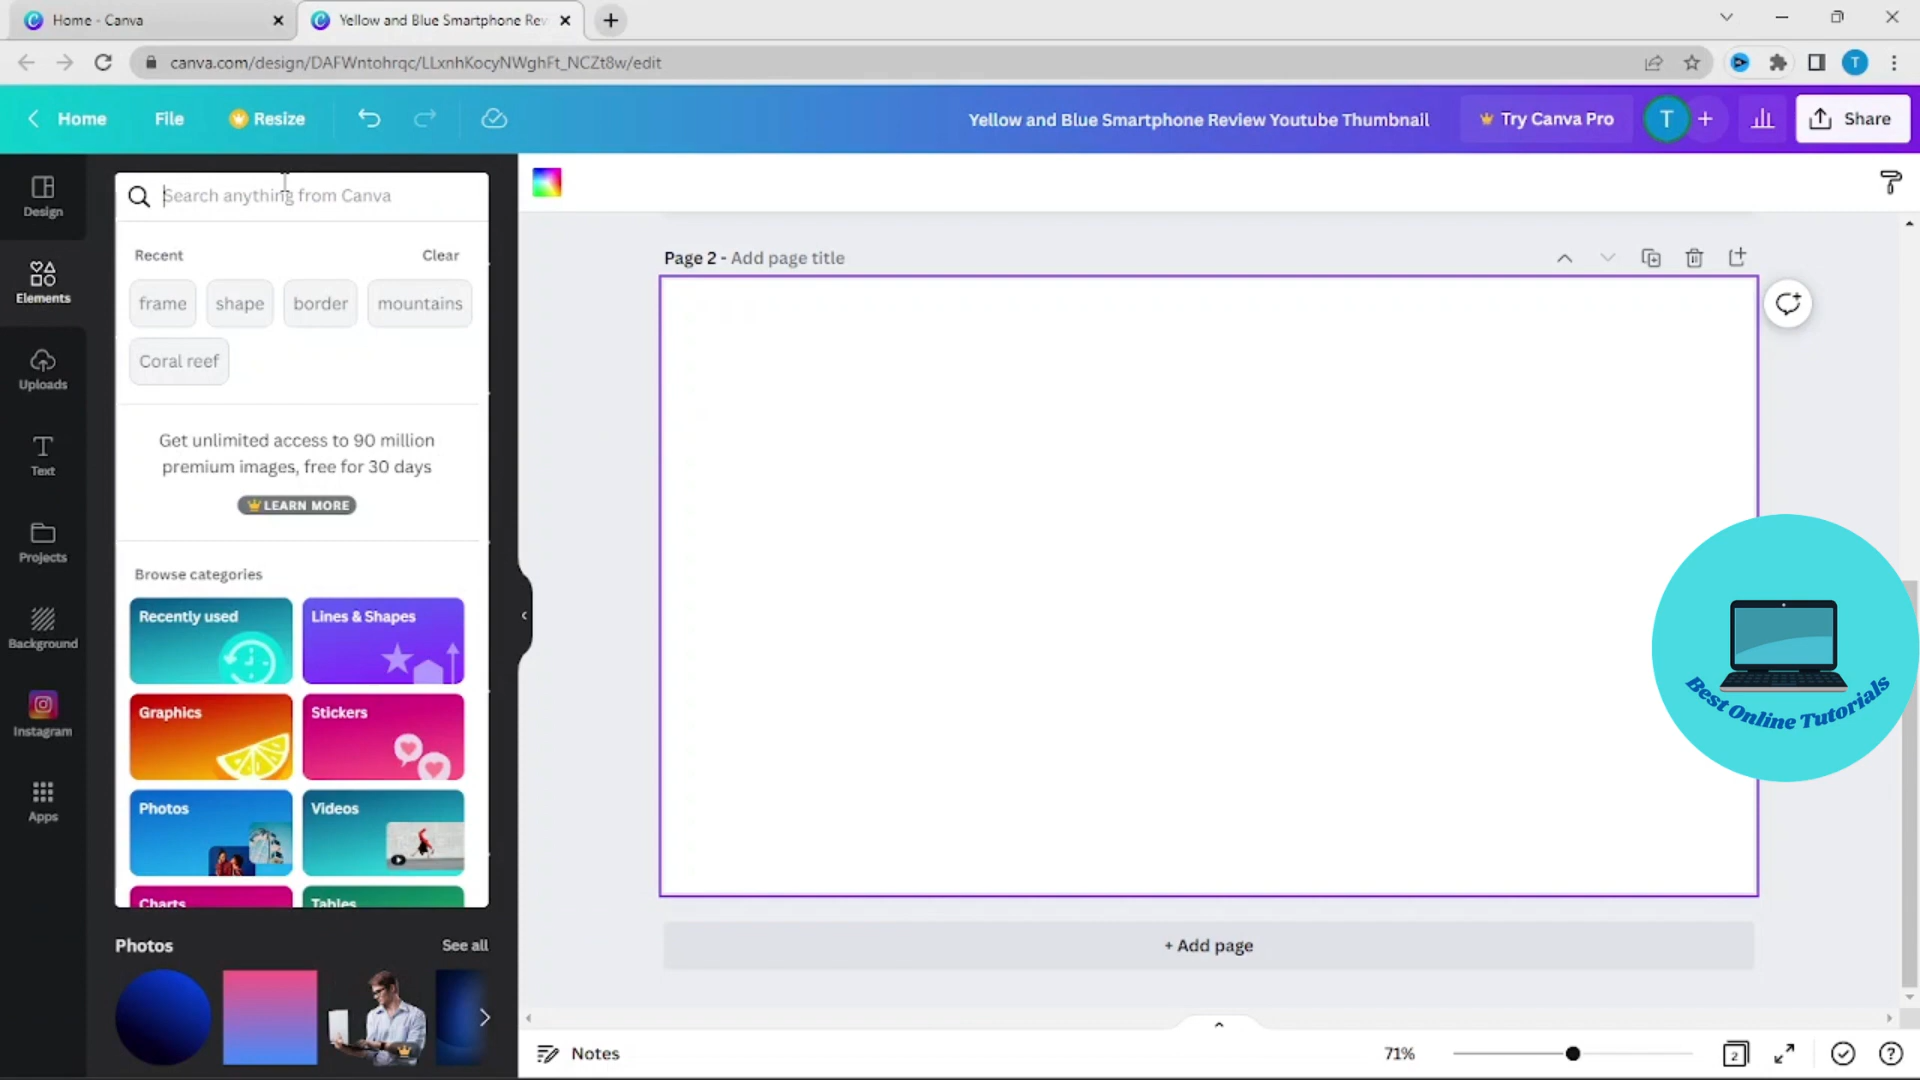 Home - Canva
Yellow and Blue Smartphone Rev
canva.com/design/DAFWntohrqc/LLxnhKocyNWghFt_NCZt8w/edit
T
Home
File
Resize
Yellow and Blue Smartphone Review Youtube Thumbnail
Try Canva Pro
T
Share
Design
Elements
Uploads
Text
Projects
Background
Instagram
Apps
Search anything from Canva
Recent
Clear
frame
shape
border
mountains
Coral reef
Get unlimited access to 90 million
premium images, free for 30 days
LEARN MORE
Browse categories
Recently used
Lines & Shapes
Graphics
Stickers
Photos
Videos
Charts
Tables
Photos
See all
Page 2 - Add page title
Best Online Tutorials
+ Add page
Notes
71%
2